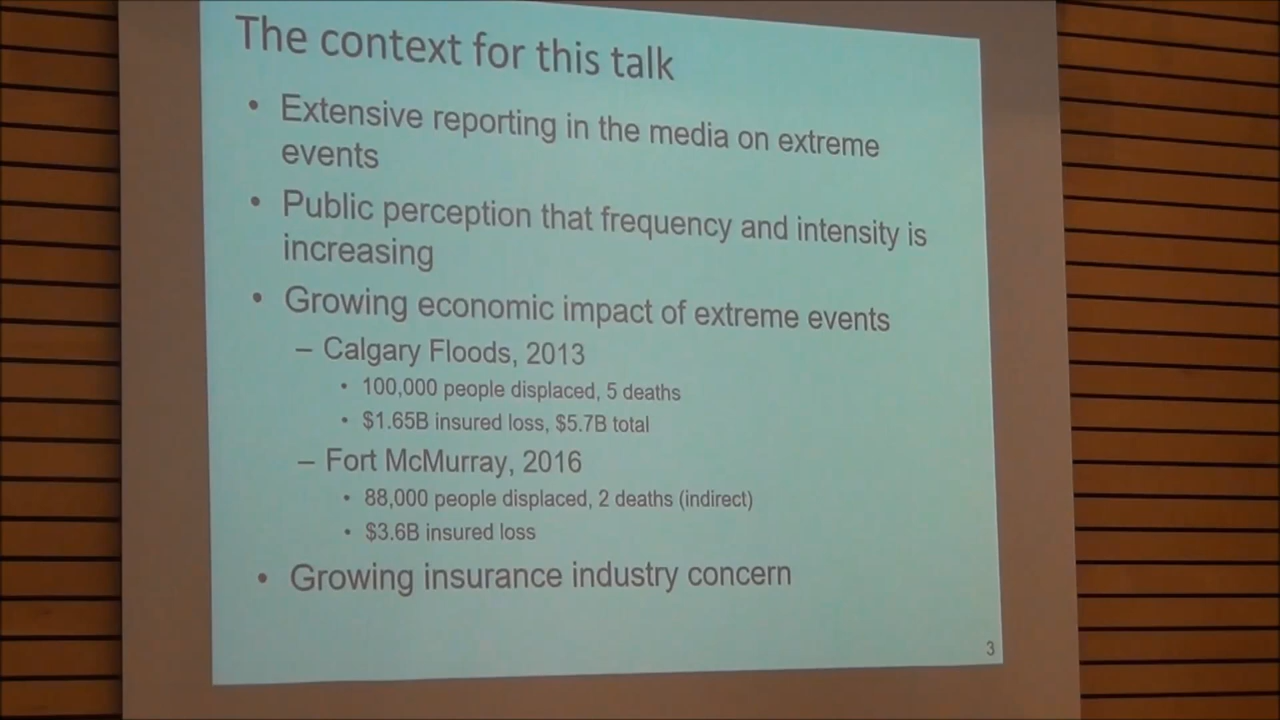 The context for this talk
• Extensive reporting in the media on extreme
events
• Public perception that frequency and intensity is
increasing
• Growing economic impact of extreme events
– Calgary Floods, 2013
• 100,000 people displaced, 5 deaths
• $1.65B insured loss, $5.7B total
– Fort McMurray, 2016
• 88,000 people displaced, 2 deaths (indirect)
• $3.6B insured loss
• Growing insurance industry concern
3